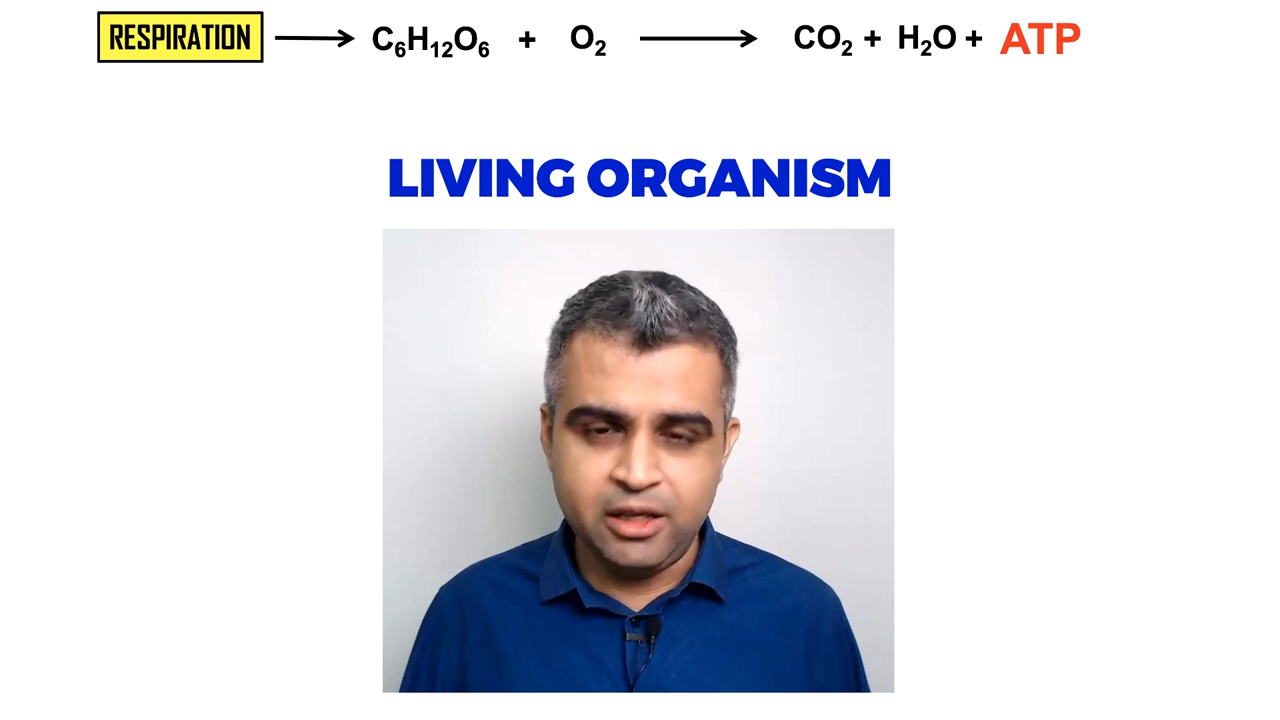 RESPIRATION → C₆H₁₂O₆ + O₂ → CO₂ + H₂O + ATP
LIVING ORGANISM